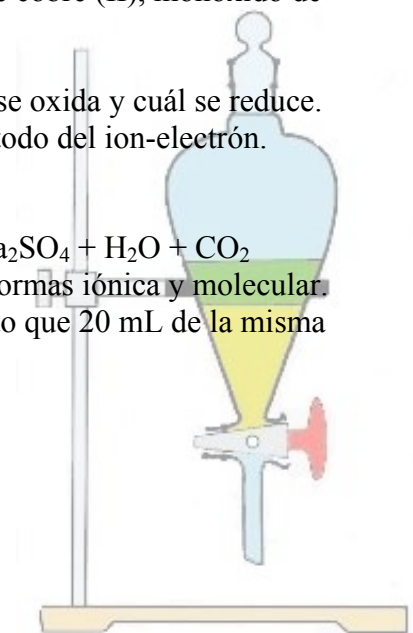 e cobre (II), monóxido de
se oxida y cuál se reduce.
todo del ion-electrón.
a₂SO₄ + H₂O + CO₂
ormas iónica y molecular.
o que 20 mL de la misma